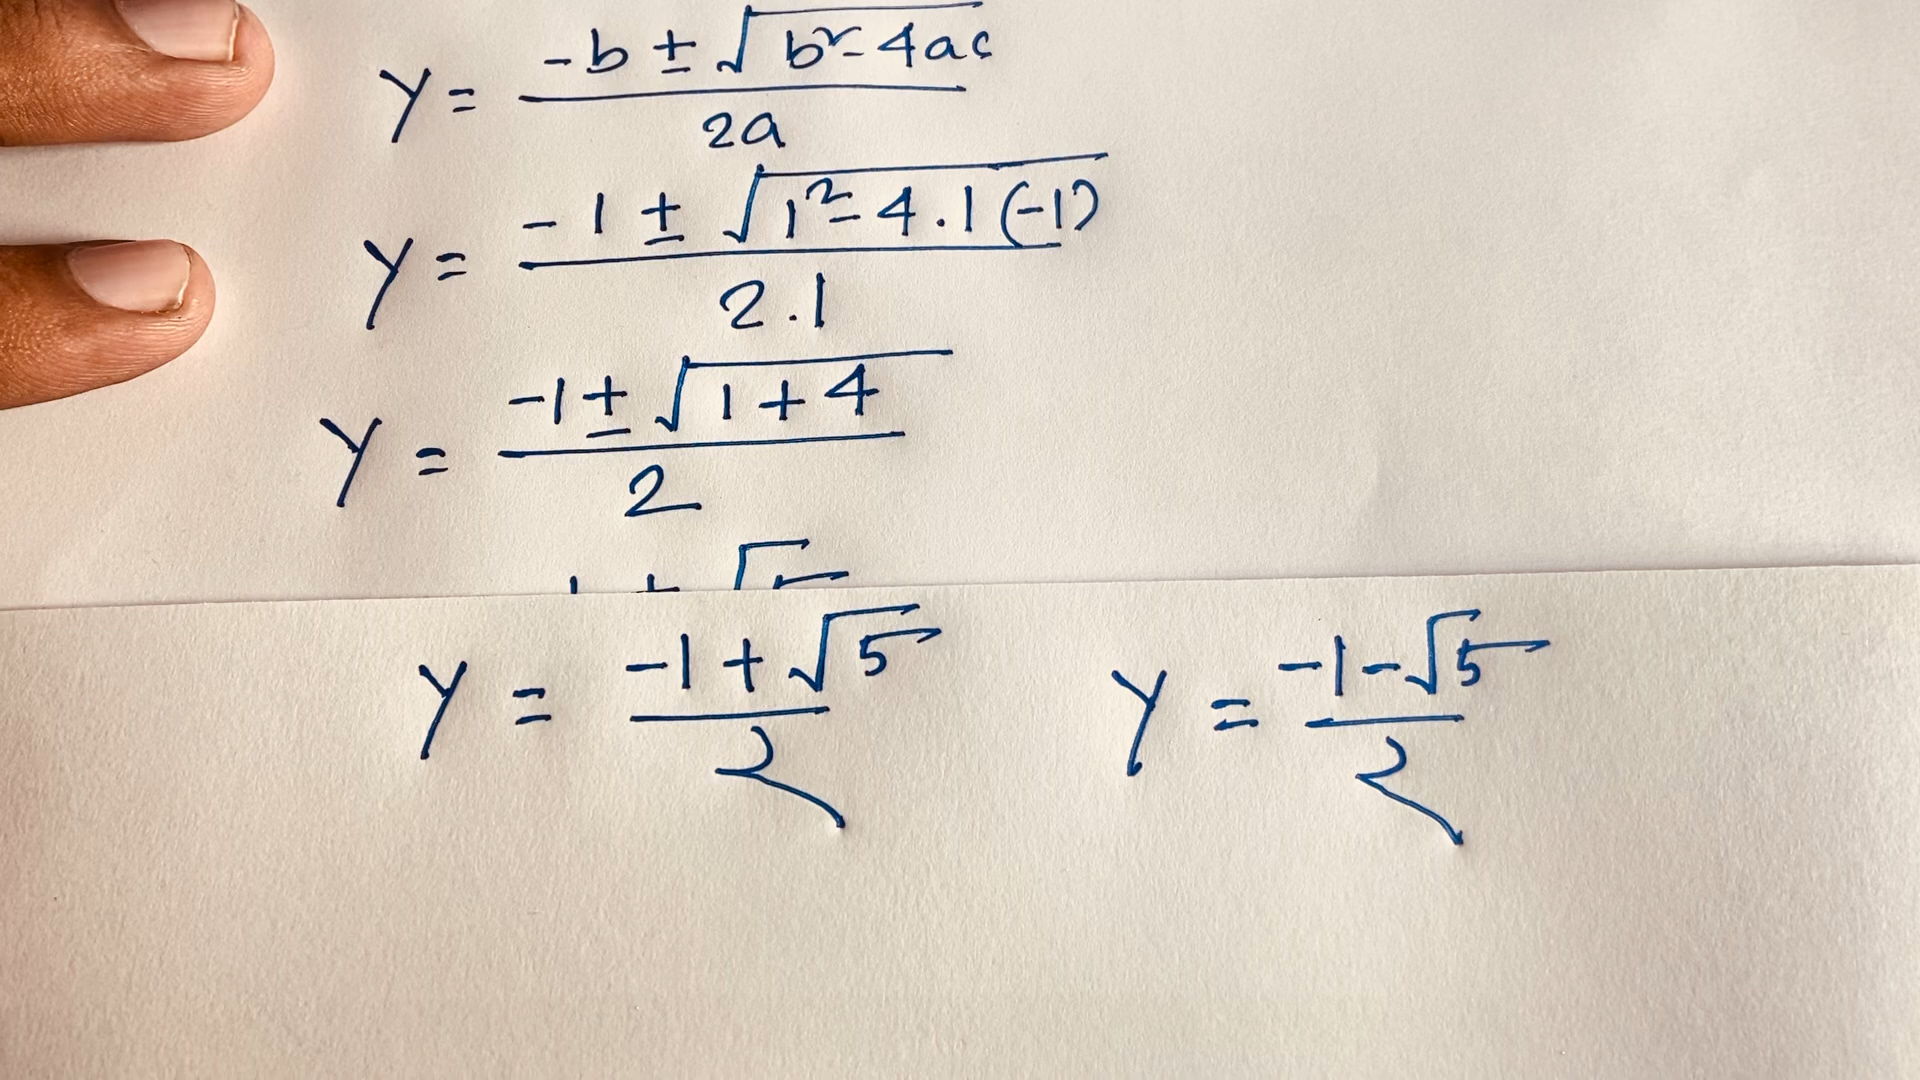 y = (-b ± √(b² - 4ac)) / 2a
y = (-1 ± √(1² - 4.1(-1))) / 2.1
y = (-1 ± √(1 + 4)) / 2
y = (-1 + √5) / 2    y = (-1 - √5) / 2